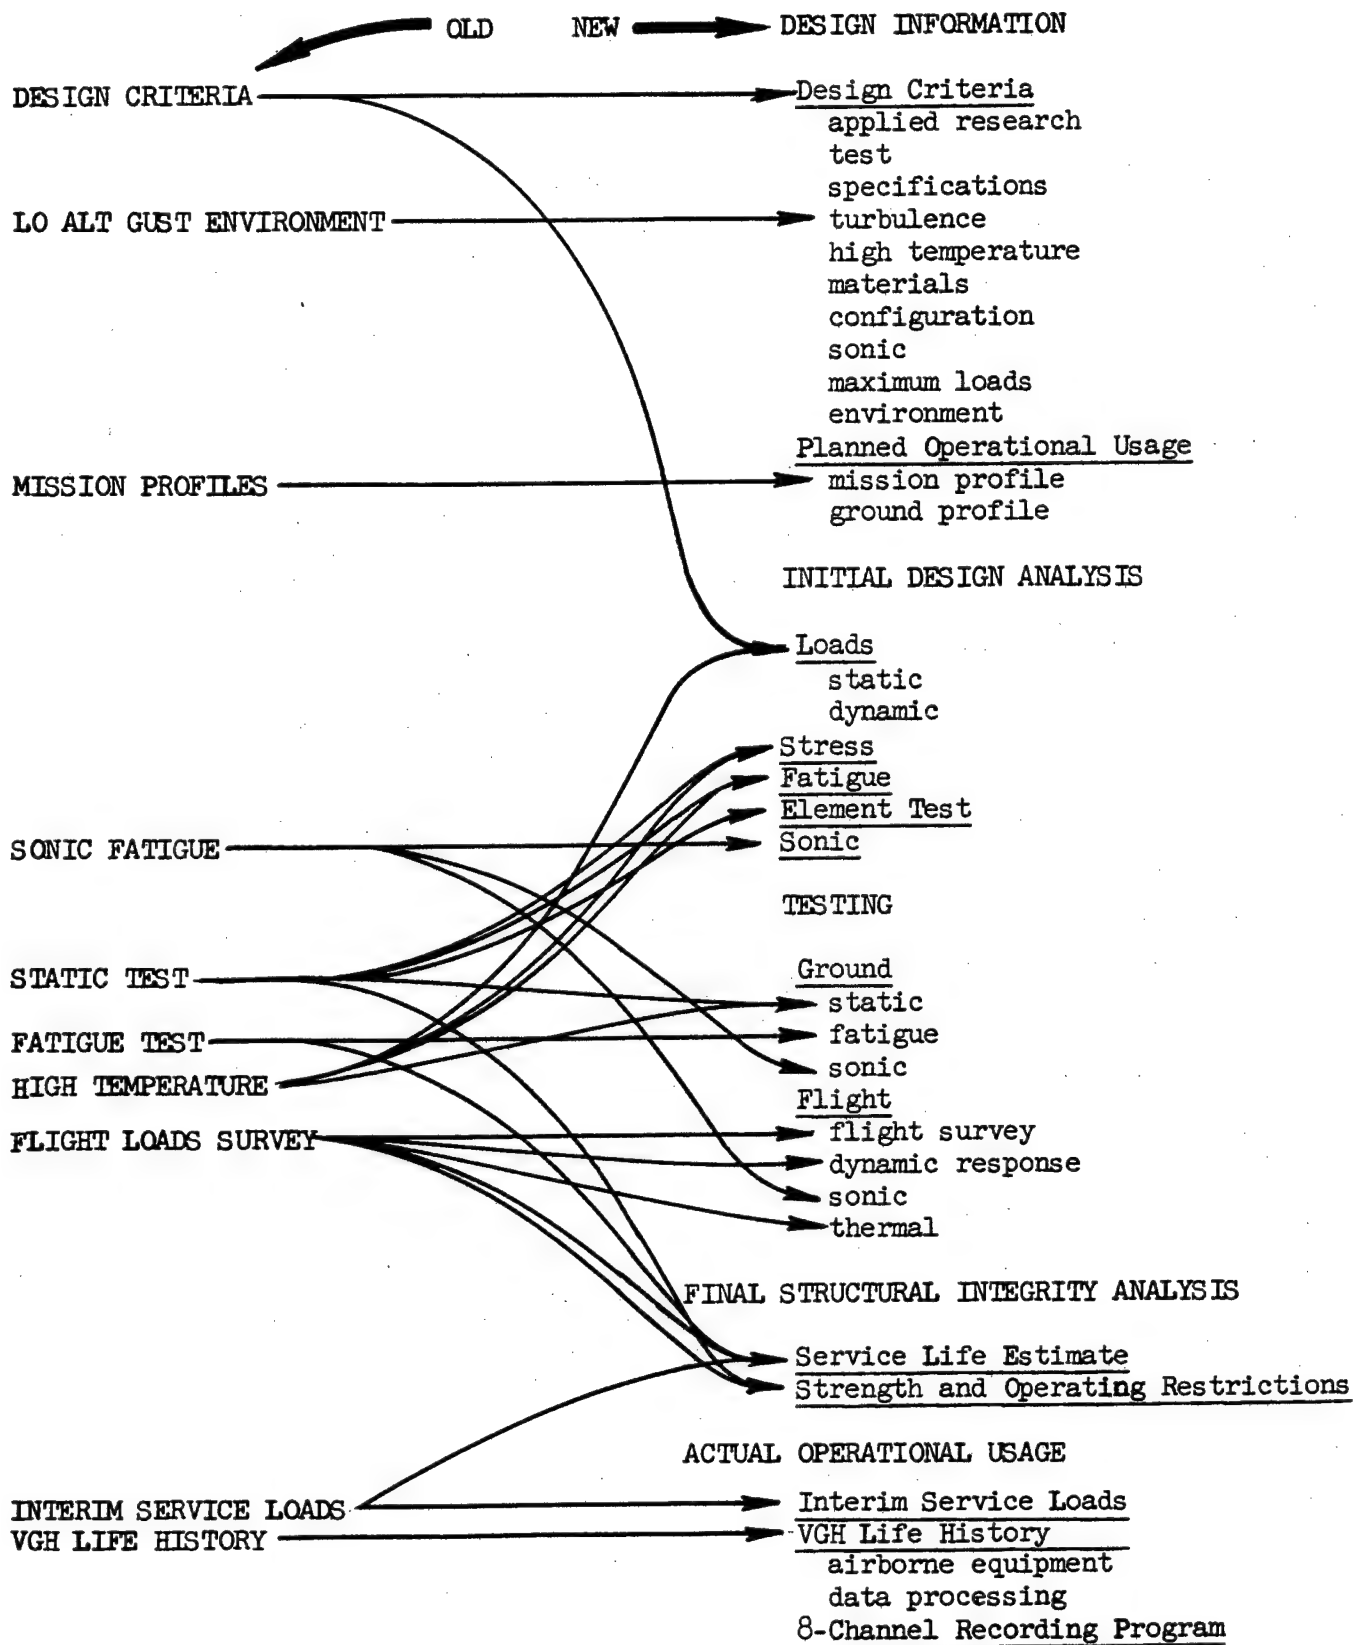 OLD NEW DESIGN INFORMATION
DESIGN CRITERIA
Design Criteria
applied research
test
specifications
LO ALT GUST ENVIRONMENT
turbulence
high temperature
materials
configuration
sonic
maximum loads
environment
Planned Operational Usage
MISSION PROFILES
mission profile
ground profile
INITIAL DESIGN ANALYSIS
Loads
static
dynamic
Stress
Fatigue
Element Test
SONIC FATIGUE
Sonic
TESTING
STATIC TEST
Ground
static
FATIGUE TEST
fatigue
HIGH TEMPERATURE
sonic
Flight
FLIGHT LOADS SURVEY
flight survey
dynamic response
sonic
thermal
FINAL STRUCTURAL INTEGRITY ANALYSIS
Service Life Estimate
Strength and Operating Restrictions
ACTUAL OPERATIONAL USAGE
INTERIM SERVICE LOADS
Interim Service Loads
VGH LIFE HISTORY
VGH Life History
airborne equipment
data processing
8-Channel Recording Program